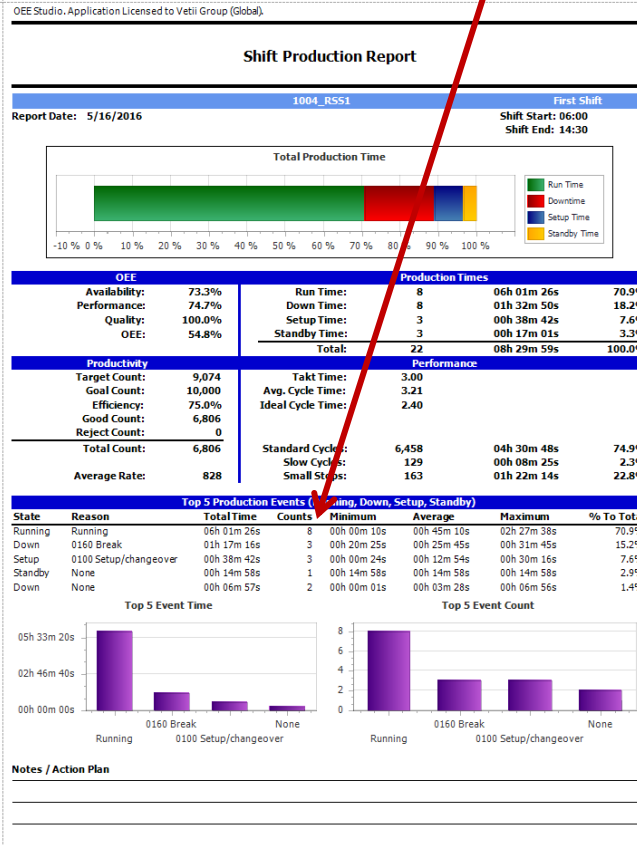 OEE Studio. Application Licensed to Vetii Group (Global).
Shift Production Report
1004_RSS1 First Shift
Report Date: 5/16/2016 Shift Start: 06:00
Shift End: 14:30
Total Production Time
Run Time
Downtime
Setup Time
Standby Time
-10 % 0 % 10 % 20 % 30 % 40 % 50 % 60 % 70 % 80 % 90 % 100 %
OEE Production Times
Availability: 73.3% Run Time: 8 06h 01m 26s 70.9%
Performance: 74.7% Down Time: 8 01h 32m 50s 18.2%
Quality: 100.0% Setup Time: 3 00h 38m 42s 7.6%
OEE: 54.8% Standby Time: 3 00h 17m 01s 3.3%
Total: 22 08h 29m 59s 100.0%
Productivity Performance
Target Count: 9,074 Takt Time: 3.00
Goal Count: 10,000 Avg. Cycle Time: 3.21
Efficiency: 75.0% Ideal Cycle Time: 2.40
Good Count: 6,806
Reject Count: 0
Total Count: 6,806 Standard Cycles: 6,458 04h 30m 48s 74.9%
Slow Cycles: 129 00h 08m 25s 2.3%
Average Rate: 828 Small Stops: 163 01h 22m 14s 22.8%
Top 5 Production Events (Running, Down, Setup, Standby)
State Reason Total Time Counts Minimum Average Maximum % To Total
Running Running 06h 01m 26s 8 00h 00m 10s 00h 45m 10s 02h 27m 38s 70.9%
Down 0160 Break 01h 17m 16s 3 00h 20m 25s 00h 25m 45s 00h 31m 45s 15.2%
Setup 0100 Setup/changeover 00h 38m 42s 3 00h 00m 24s 00h 12m 54s 00h 30m 16s 7.6%
Standby None 00h 14m 58s 1 00h 14m 58s 00h 14m 58s 00h 14m 58s 2.9%
Down None 00h 06m 57s 2 00h 00m 01s 00h 03m 28s 00h 06m 56s 1.4%
Top 5 Event Time Top 5 Event Count
05h 33m 20s
02h 46m 40s
00h 00m 00s
0160 Break None
Running 0100 Setup/changeover
8
6
4
2
0
0160 Break None
Running 0100 Setup/changeover
Notes / Action Plan